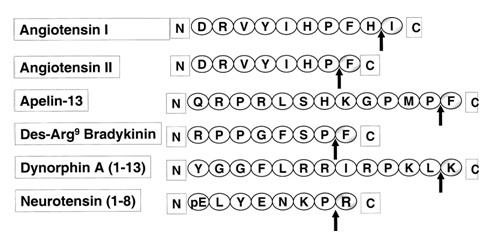 Angiotensin I N D R V Y I H P F H I C
Angiotensin II N D R V Y I H P F C
Apelin-13 N Q R P R L S H K G P M P F C
Des-Arg⁹ Bradykinin N R P P G F S P F C
Dynorphin A (1-13) N Y G G F L R R I R P K L K C
Neurotensin (1-8) N pE L Y E N K P R C